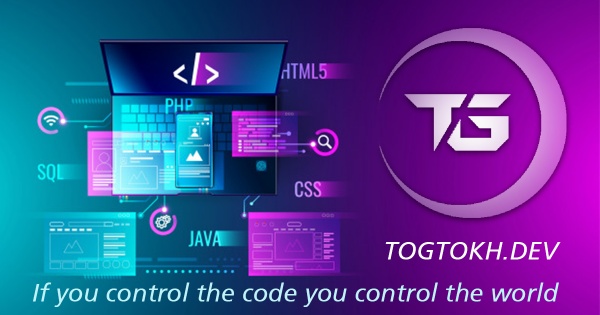 </>
HTML5
PHP
SQL
CSS
JAVA
TG
TOGTOKH.DEV
If you control the code you control the world